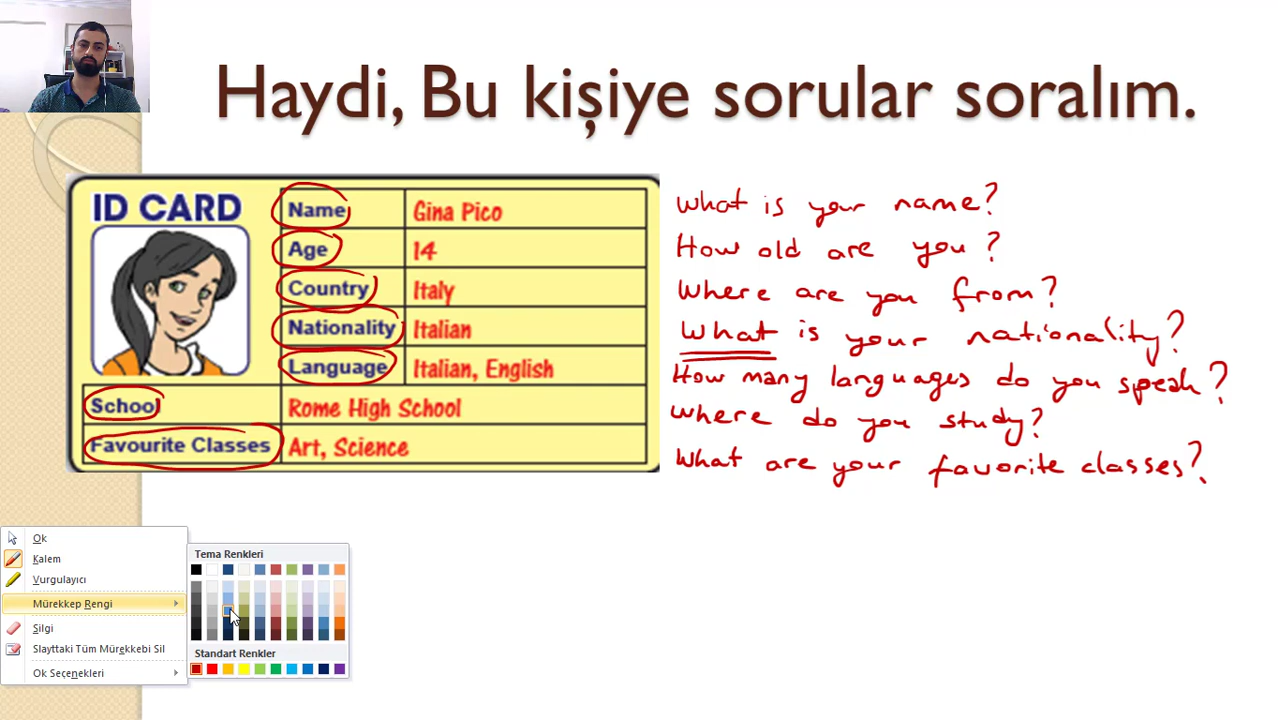 Haydi, Bu kişiye sorular soralım.
ID CARD
Name Gina Pico
Age 14
Country Italy
Nationality Italian
Language Italian, English
School Rome High School
Favourite Classes Art, Science
What is your name?
How old are you?
Where are you from?
What is your nationality?
How many languages do you speak?
Where do you study?
What are your favorite classes?
Ok
Kalem
Vurgulayıcı
Mürekkep Rengi
Silgi
Slayttaki Tüm Mürekkebi Sil
Ok Seçenekleri
Tema Renkleri
Standart Renkler